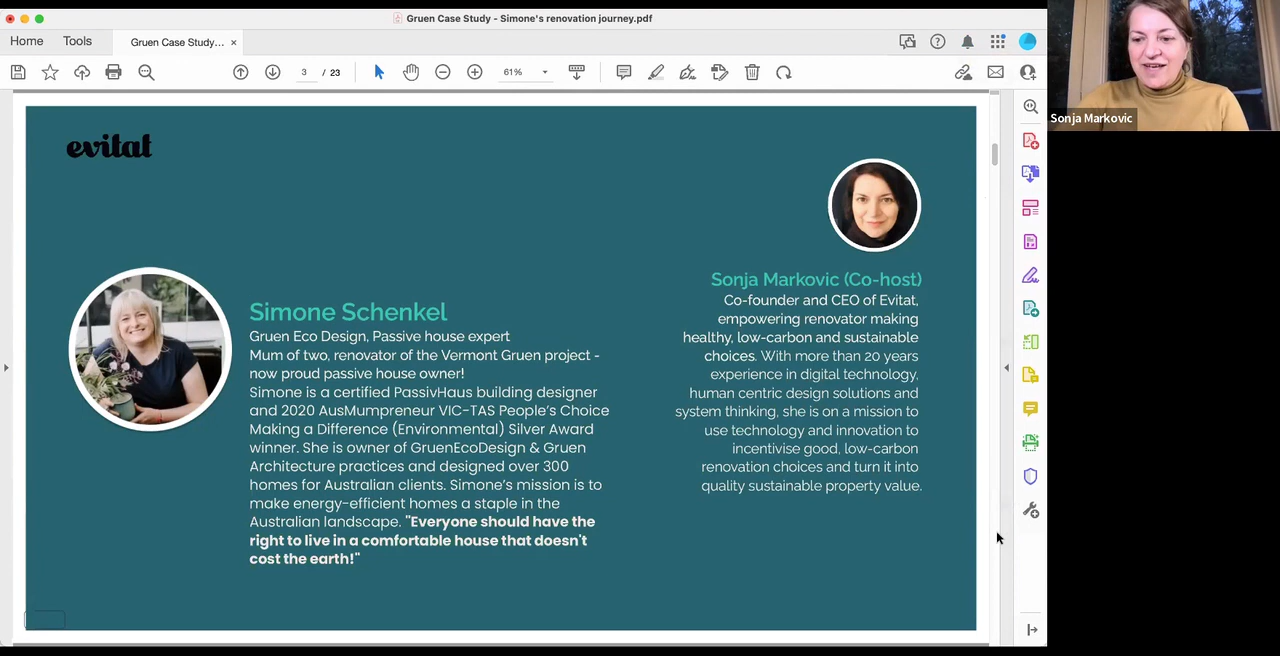 Gruen Case Study - Simone's renovation journey.pdf
Home
Tools
Gruen Case Study...
×
3 / 23
61%
Sonja Markovic
evitat
Simone Schenkel
Gruen Eco Design, Passive house expert
Mum of two, renovator of the Vermont Gruen project -
now proud passive house owner!
Simone is a certified PassivHaus building designer
and 2020 AusMumpreneur VIC-TAS People's Choice
Making a Difference (Environmental) Silver Award
winner. She is owner of GruenEcoDesign & Gruen
Architecture practices and designed over 300
homes for Australian clients. Simone's mission is to
make energy-efficient homes a staple in the
Australian landscape. "Everyone should have the
right to live in a comfortable house that doesn't
cost the earth!"
Sonja Markovic (Co-host)
Co-founder and CEO of Evitat,
empowering renovator making
healthy, low-carbon and sustainable
choices. With more than 20 years
experience in digital technology,
human centric design solutions and
system thinking, she is on a mission to
use technology and innovation to
incentivise good, low-carbon
renovation choices and turn it into
quality sustainable property value.